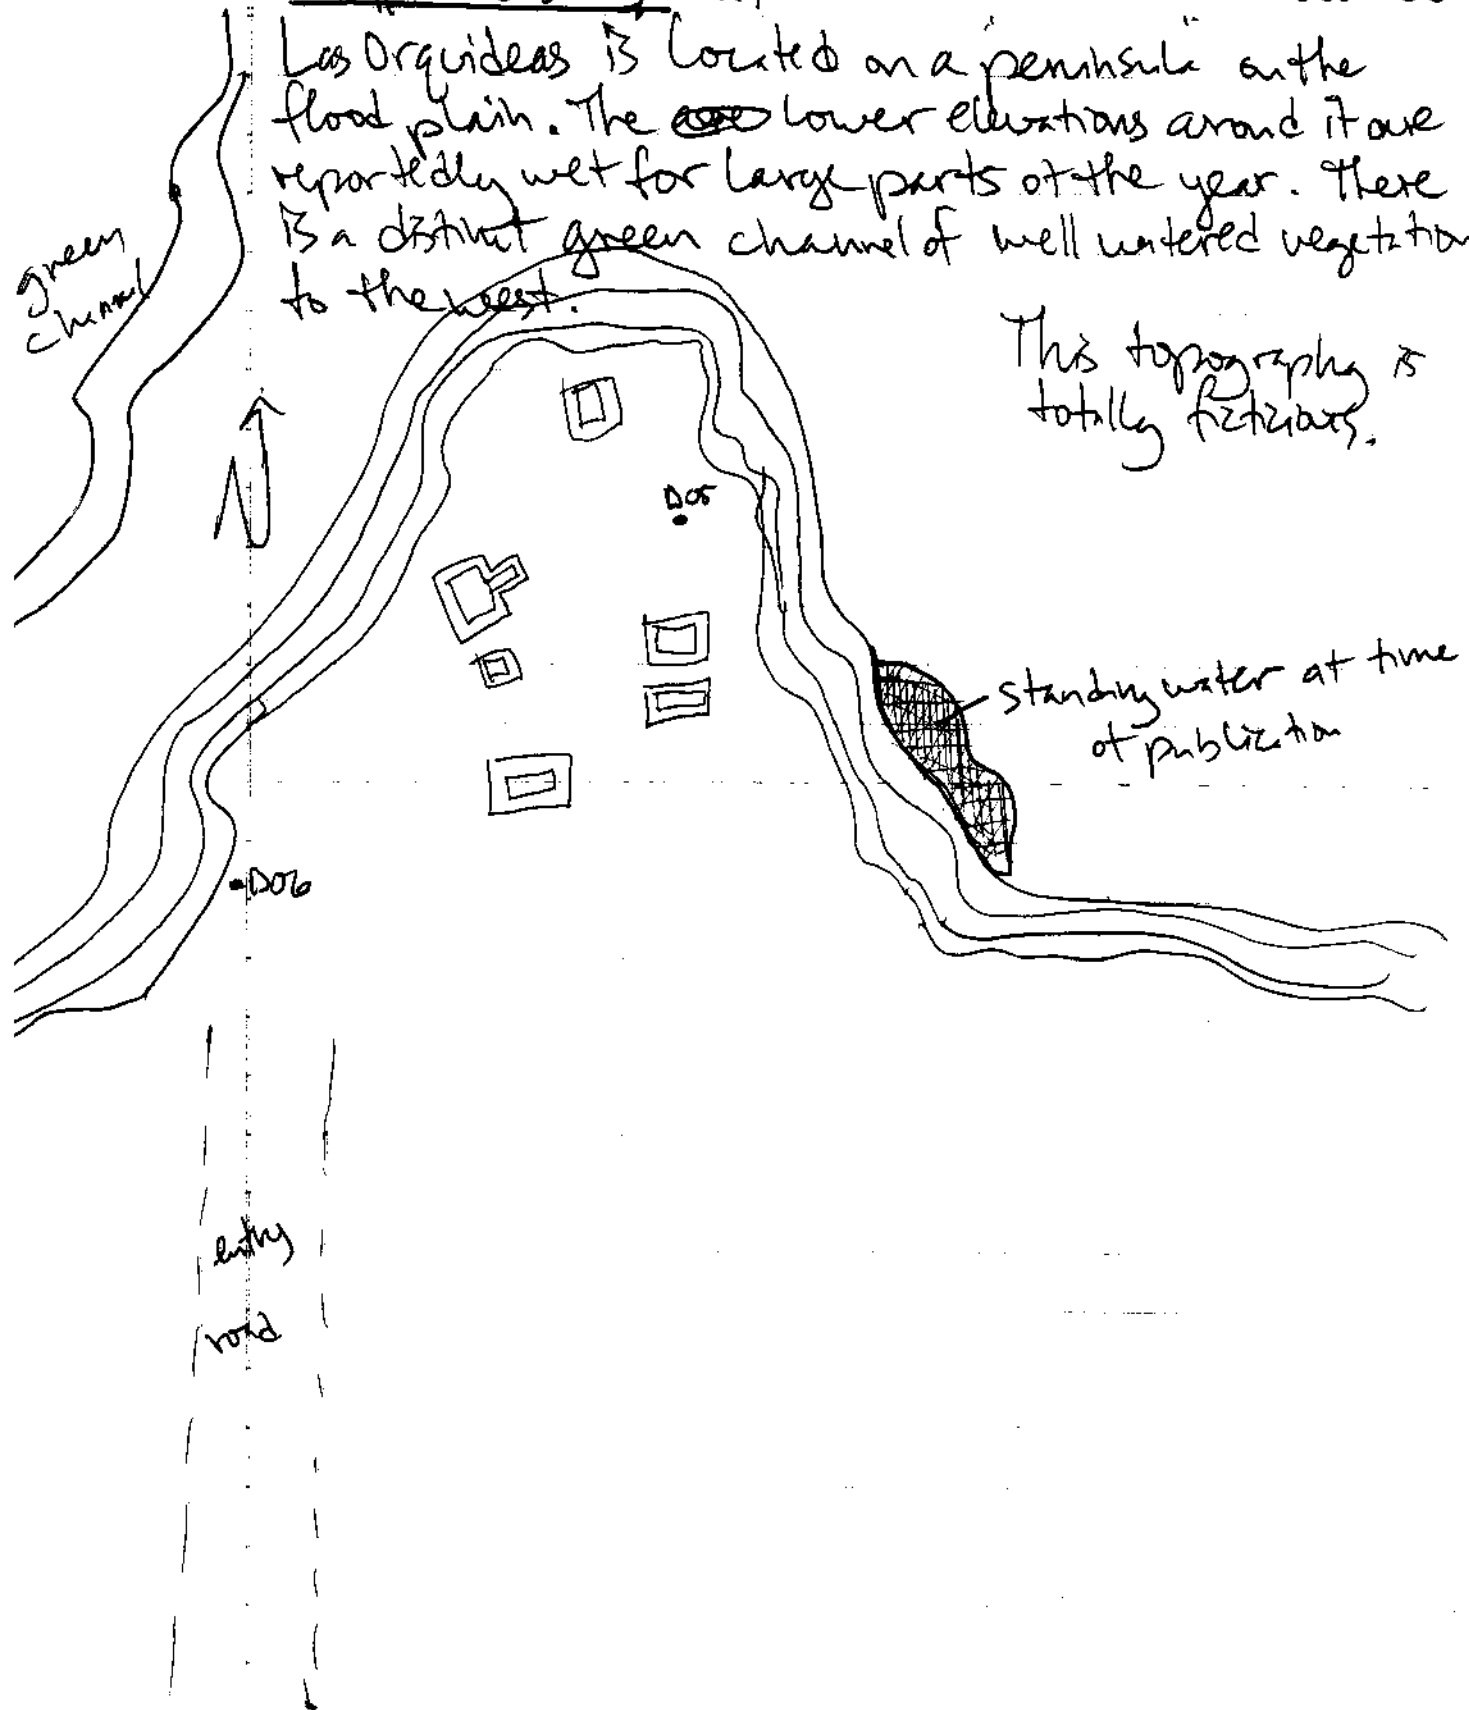 Las Orquideas is located on a "peninsula" on the
flood plain. The lower elevations around it are
reportedly wet for large parts of the year. There
is a distinct green channel of well watered vegetation
to the west.
green
channel
This topography is
totally ficticious.
N
D05
standing water at time
of publication
D06
entry
road